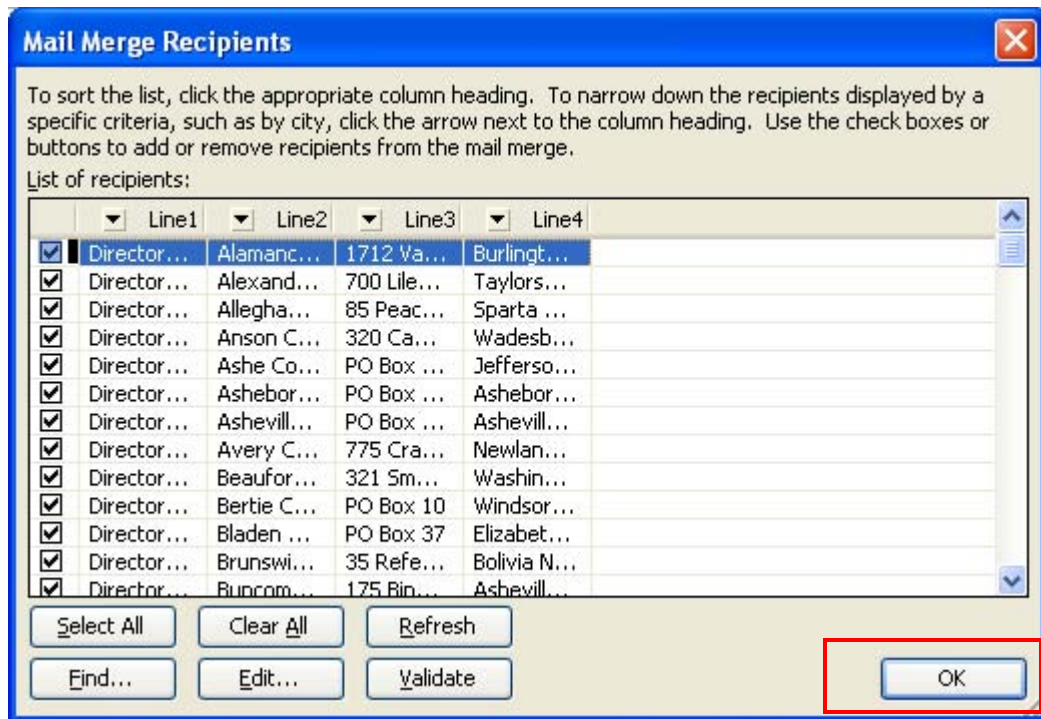 Mail Merge Recipients
To sort the list, click the appropriate column heading. To narrow down the recipients displayed by a
specific criteria, such as by city, click the arrow next to the column heading. Use the check boxes or
buttons to add or remove recipients from the mail merge.
List of recipients:
Line1 Line2 Line3 Line4
Director... Alamanc... 1712 Va... Burlingt...
Director... Alexand... 700 Lile... Taylors...
Director... Allegha... 85 Peac... Sparta ...
Director... Anson C... 320 Ca... Wadesb...
Director... Ashe Co... PO Box ... Jefferso...
Director... Ashebor... PO Box ... Ashebor...
Director... Ashevill... PO Box ... Ashevill...
Director... Avery C... 775 Cra... Newlan...
Director... Beaufor... 321 Sm... Washin...
Director... Bertie C... PO Box 10 Windsor...
Director... Bladen ... PO Box 37 Elizabet...
Director... Brunswi... 35 Refe... Bolivia N...
Director... Buncom... 175 Bin... Ashevill...
Select All Clear All Refresh
Find... Edit... Validate OK